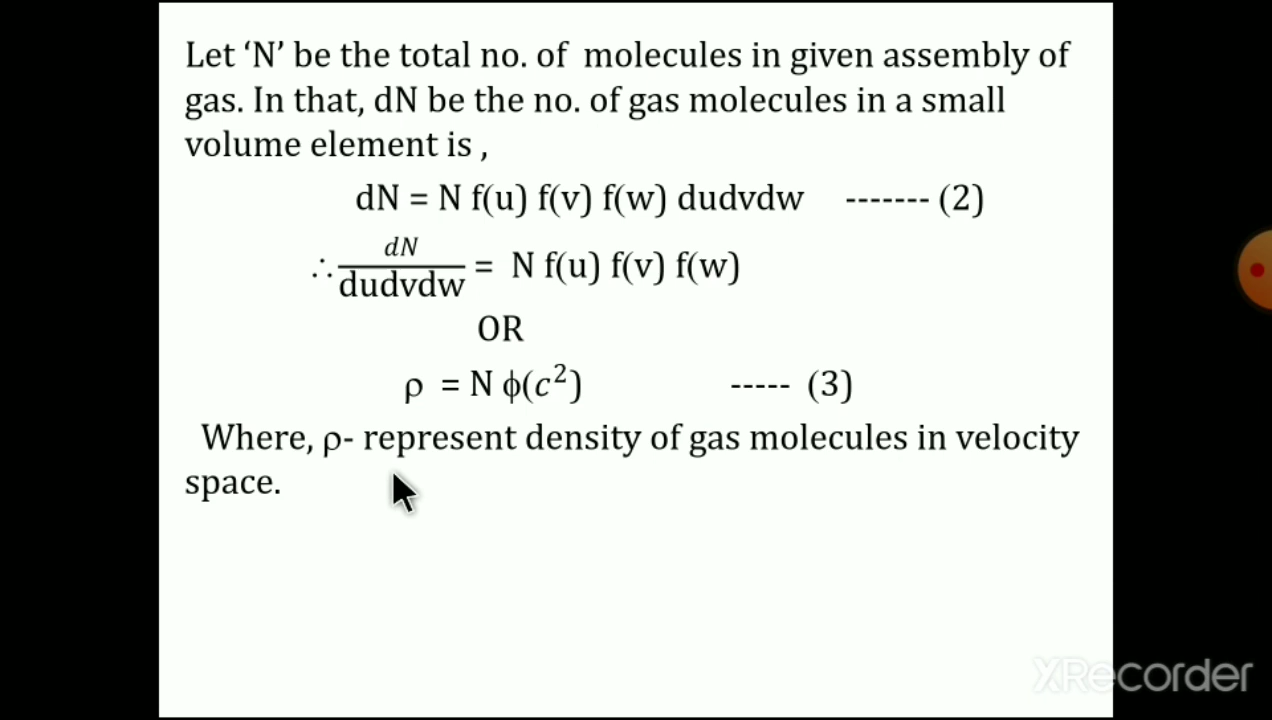 Let ‘N’ be the total no. of  molecules in given assembly of
gas. In that, dN be the no. of gas molecules in a small
volume element is ,
dN = N f(u) f(v) f(w) dudvdw ------- (2)
∴ dN/dudvdw = N f(u) f(v) f(w)
OR
ρ = N ϕ(c²) ----- (3)
Where, ρ- represent density of gas molecules in velocity
space.
XRecorder